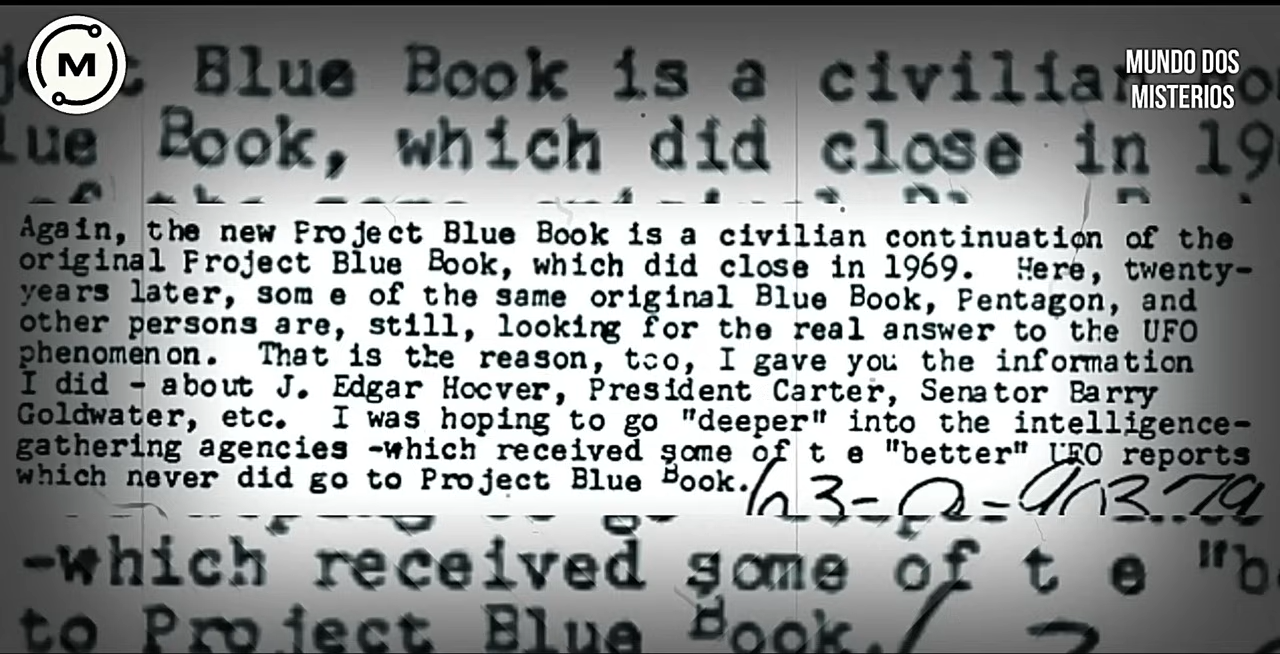 M
MUNDO DOS
MISTERIOS
Blue Book is a civilian
lue Book, which did close in 19
Again, the new Project Blue Book is a civilian continuation of the
original Project Blue Book, which did close in 1969. Here, twenty-
years later, som e of the same original Blue Book, Pentagon, and
other persons are, still, looking for the real answer to the UFO
phenomenon. That is the reason, too, I gave you the information
I did - about J. Edgar Hoover, President Carter, Senator Barry
Goldwater, etc. I was hoping to go "deeper" into the intelligence-
gathering agencies -which received some of t e "better" UFO reports
which never did go to Project Blue Book.
-which received some of t e "b
to Project Blue Book.